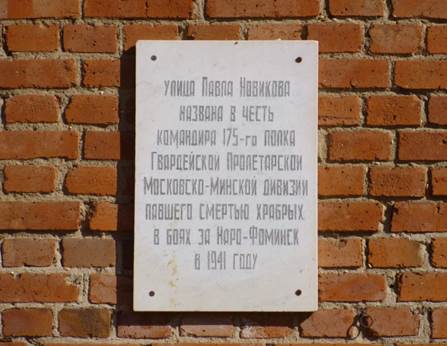 улица Павла Новикова
названа в честь
командира 175-го полка
Гвардейской Пролетарской
Московско-Минской дивизии
павшего смертью храбрых
в боях за Наро-Фоминск
в 1941 году